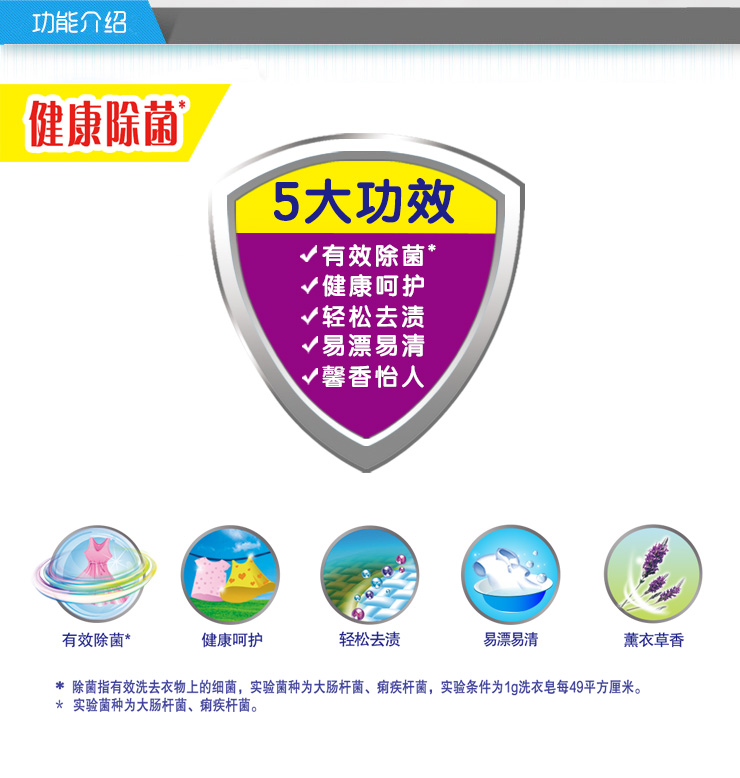 功能介绍
健康除菌*
5大功效
✓有效除菌*
✓健康呵护
✓轻松去渍
✓易漂易清
✓馨香怡人
有效除菌* 健康呵护 轻松去渍 易漂易清 薰衣草香
* 除菌指有效洗去衣物上的细菌，实验菌种为大肠杆菌、痢疾杆菌，实验条件为1g洗衣皂每49平方厘米。
* 实验菌种为大肠杆菌、痢疾杆菌。